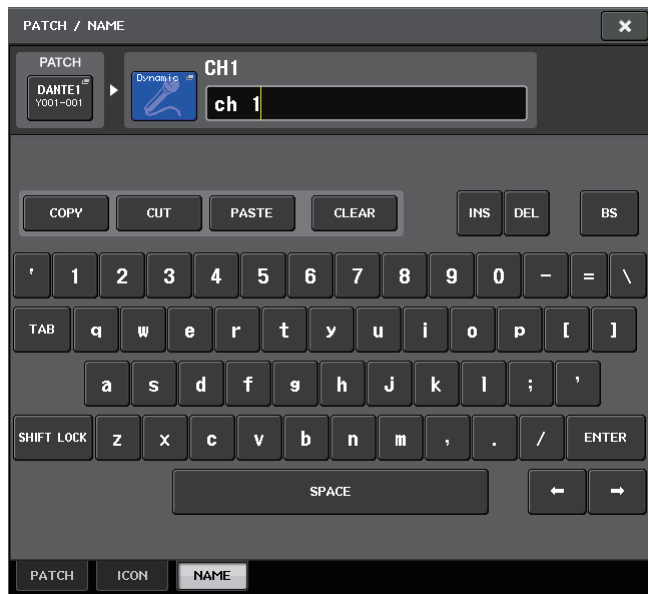 PATCH / NAME
PATCH
DANTE1
Y001-001
Dynamic
CH1
ch 1
COPY CUT PASTE CLEAR INS DEL BS
' 1 2 3 4 5 6 7 8 9 0 - = \
TAB q w e r t y u i o p [ ]
a s d f g h j k l ; '
SHIFT LOCK z x c v b n m , . / ENTER
SPACE ← →
PATCH ICON NAME